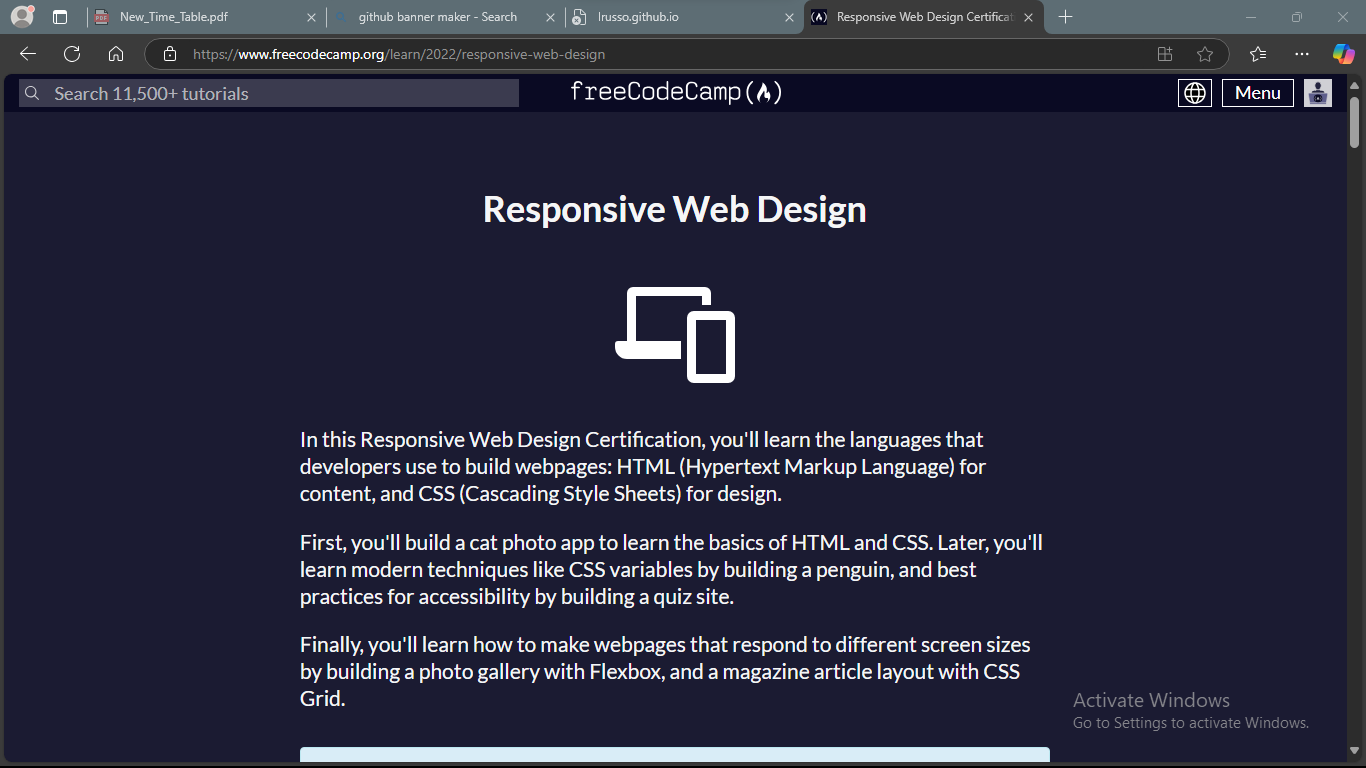 New_Time_Table.pdf
github banner maker - Search
lrusso.github.io
Responsive Web Design Certificat
https://www.freecodecamp.org/learn/2022/responsive-web-design
Search 11,500+ tutorials
freeCodeCamp(🔥)
Menu
Responsive Web Design
In this Responsive Web Design Certification, you'll learn the languages that
developers use to build webpages: HTML (Hypertext Markup Language) for
content, and CSS (Cascading Style Sheets) for design.
First, you'll build a cat photo app to learn the basics of HTML and CSS. Later, you'll
learn modern techniques like CSS variables by building a penguin, and best
practices for accessibility by building a quiz site.
Finally, you'll learn how to make webpages that respond to different screen sizes
by building a photo gallery with Flexbox, and a magazine article layout with CSS
Grid.
Activate Windows
Go to Settings to activate Windows.